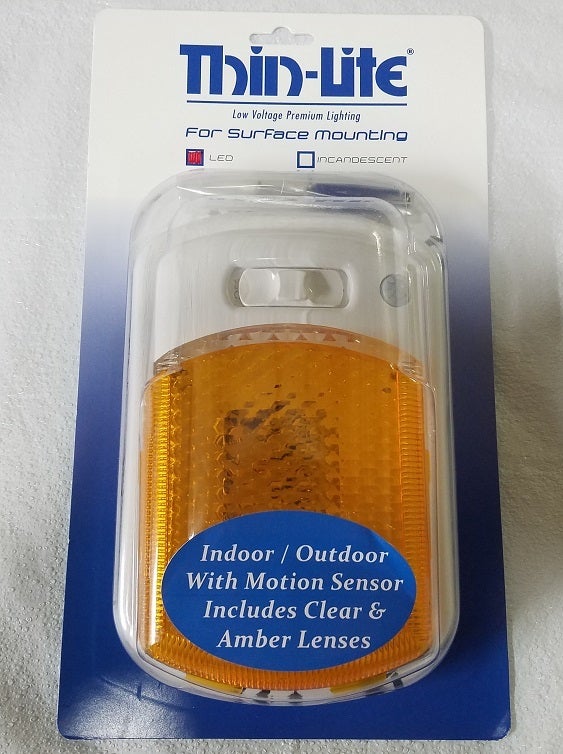 Thin-Lite®
Low Voltage Premium Lighting
For Surface Mounting
LED INCANDESCENT
Indoor / Outdoor
With Motion Sensor
Includes Clear &
Amber Lenses